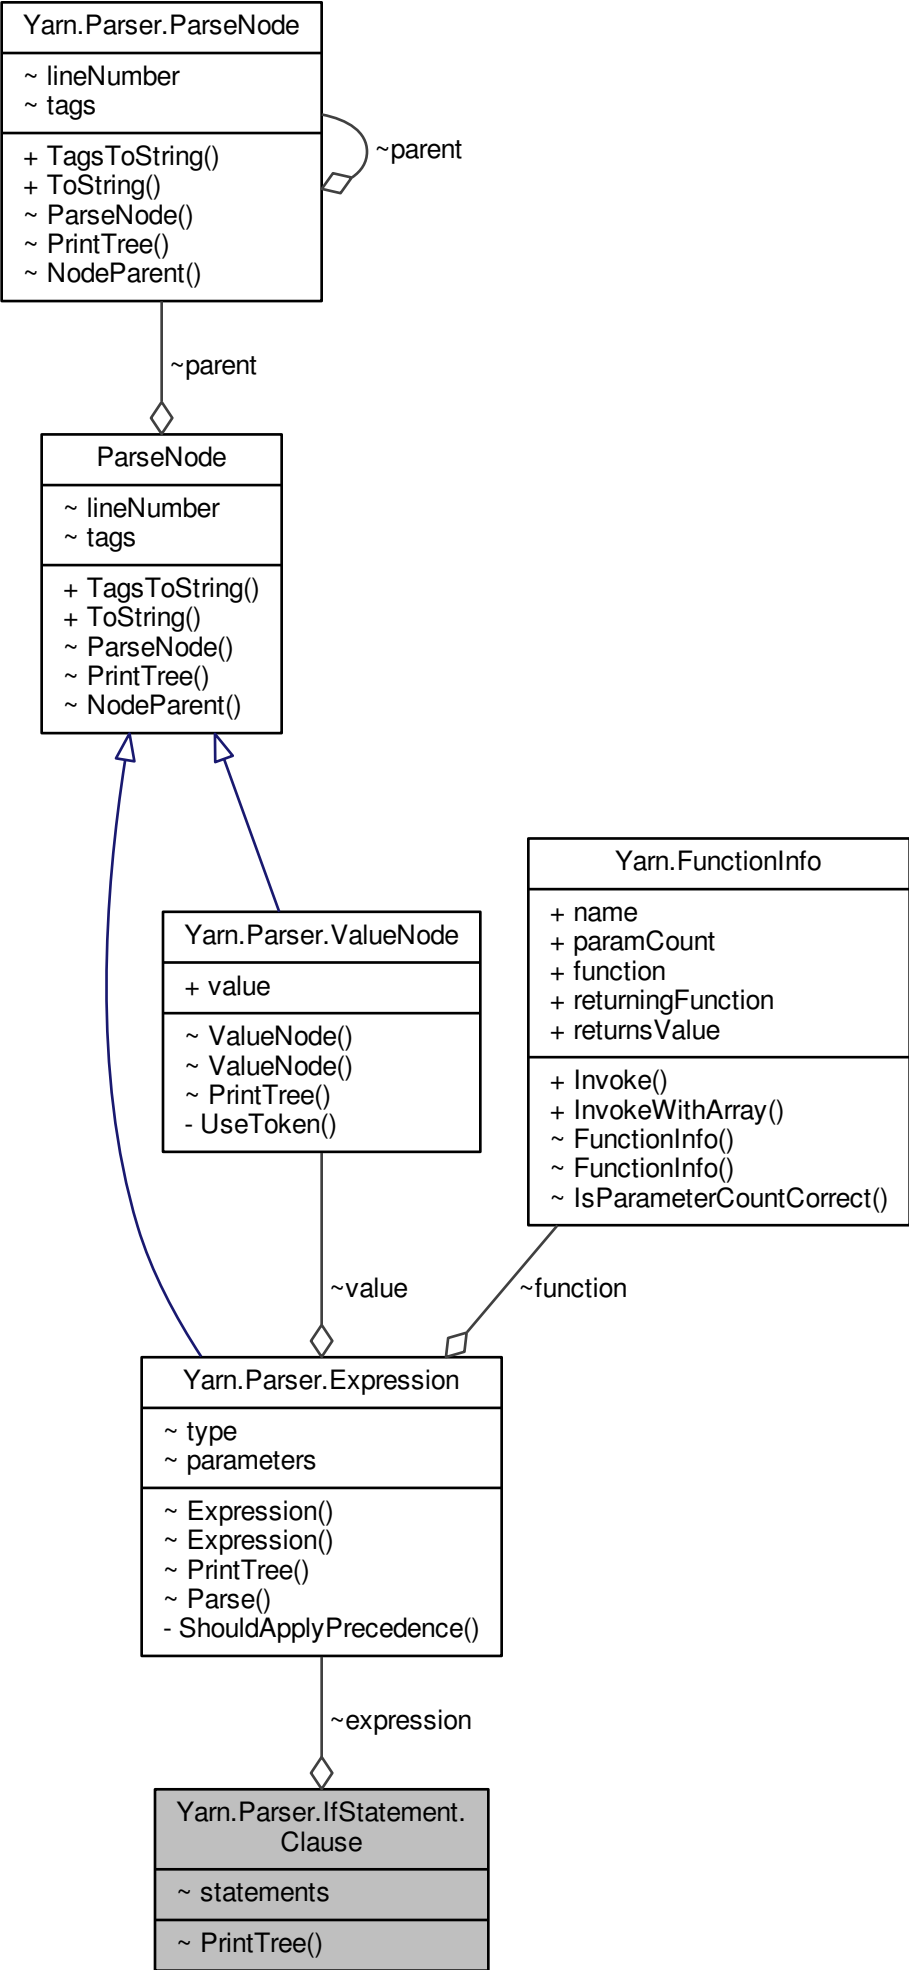 Yarn.Parser.ParseNode
~ lineNumber
~ tags
+ TagsToString()
+ ToString()
~ ParseNode()
~ PrintTree()
~ NodeParent()
~parent
~parent
ParseNode
~ lineNumber
~ tags
+ TagsToString()
+ ToString()
~ ParseNode()
~ PrintTree()
~ NodeParent()
Yarn.Parser.ValueNode
+ value
~ ValueNode()
~ ValueNode()
~ PrintTree()
- UseToken()
Yarn.FunctionInfo
+ name
+ paramCount
+ function
+ returningFunction
+ returnsValue
+ Invoke()
+ InvokeWithArray()
~ FunctionInfo()
~ FunctionInfo()
~ IsParameterCountCorrect()
~value
~function
Yarn.Parser.Expression
~ type
~ parameters
~ Expression()
~ Expression()
~ PrintTree()
~ Parse()
- ShouldApplyPrecedence()
~expression
Yarn.Parser.IfStatement.
Clause
~ statements
~ PrintTree()